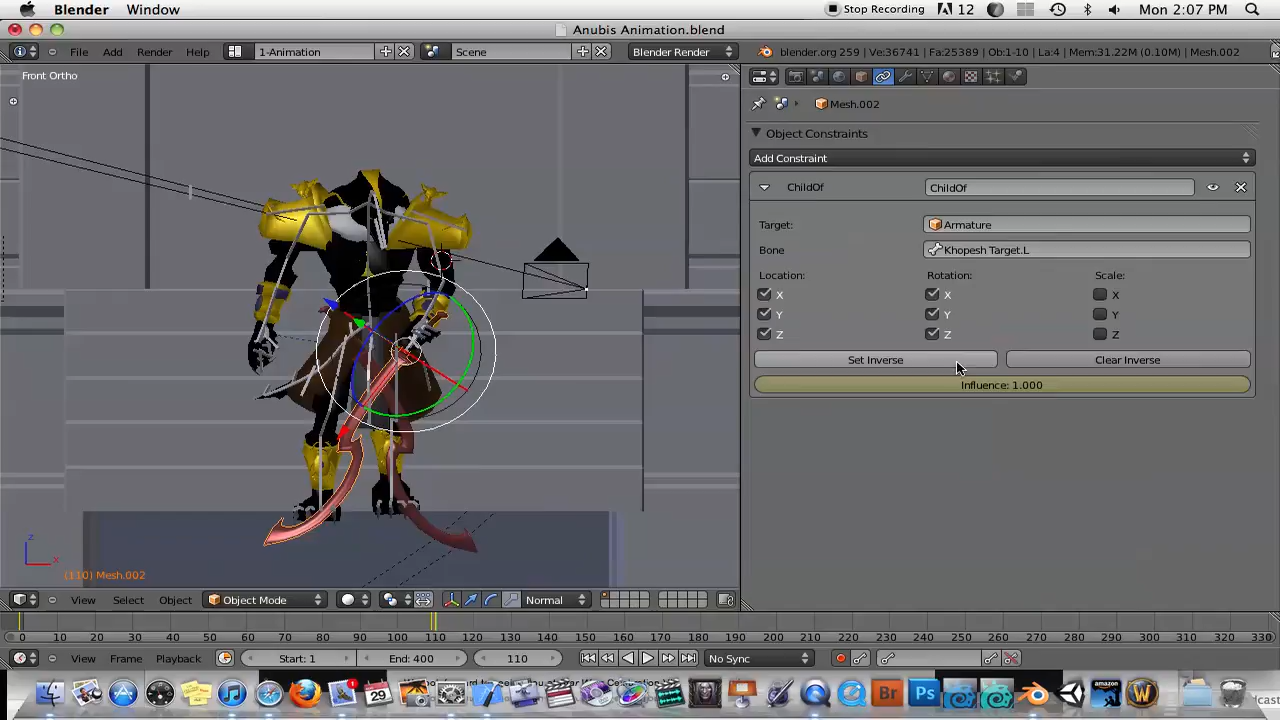 Blender Window Stop Recording 12 Mon 2:07 PM
Anubis Animation.blend
File Add Render Help 1-Animation Scene Blender Render blender.org 259 | Ve:36741 | Fa:25389 | Ob:1-10 | La:4 | Mem:31.22M (0.10M) | Mesh.002
Front Ortho
Mesh.002
Object Constraints
Add Constraint
ChildOf ChildOf
Target: Armature
Bone Khopesh Target.L
Location: Rotation: Scale:
X X X
Y Y Y
Z Z Z
Set Inverse Clear Inverse
Influence: 1.000
z
x
(110) Mesh.002
View Select Object Object Mode Normal
0 10 20 30 40 50 60 70 80 90 100 110 120 130 140 150 160 170 180 190 200 210 220 230 240 250 260 270 280 290 300 310 320 330
View Frame Playback Start: 1 End: 400 110 No Sync
29 Br Ps W